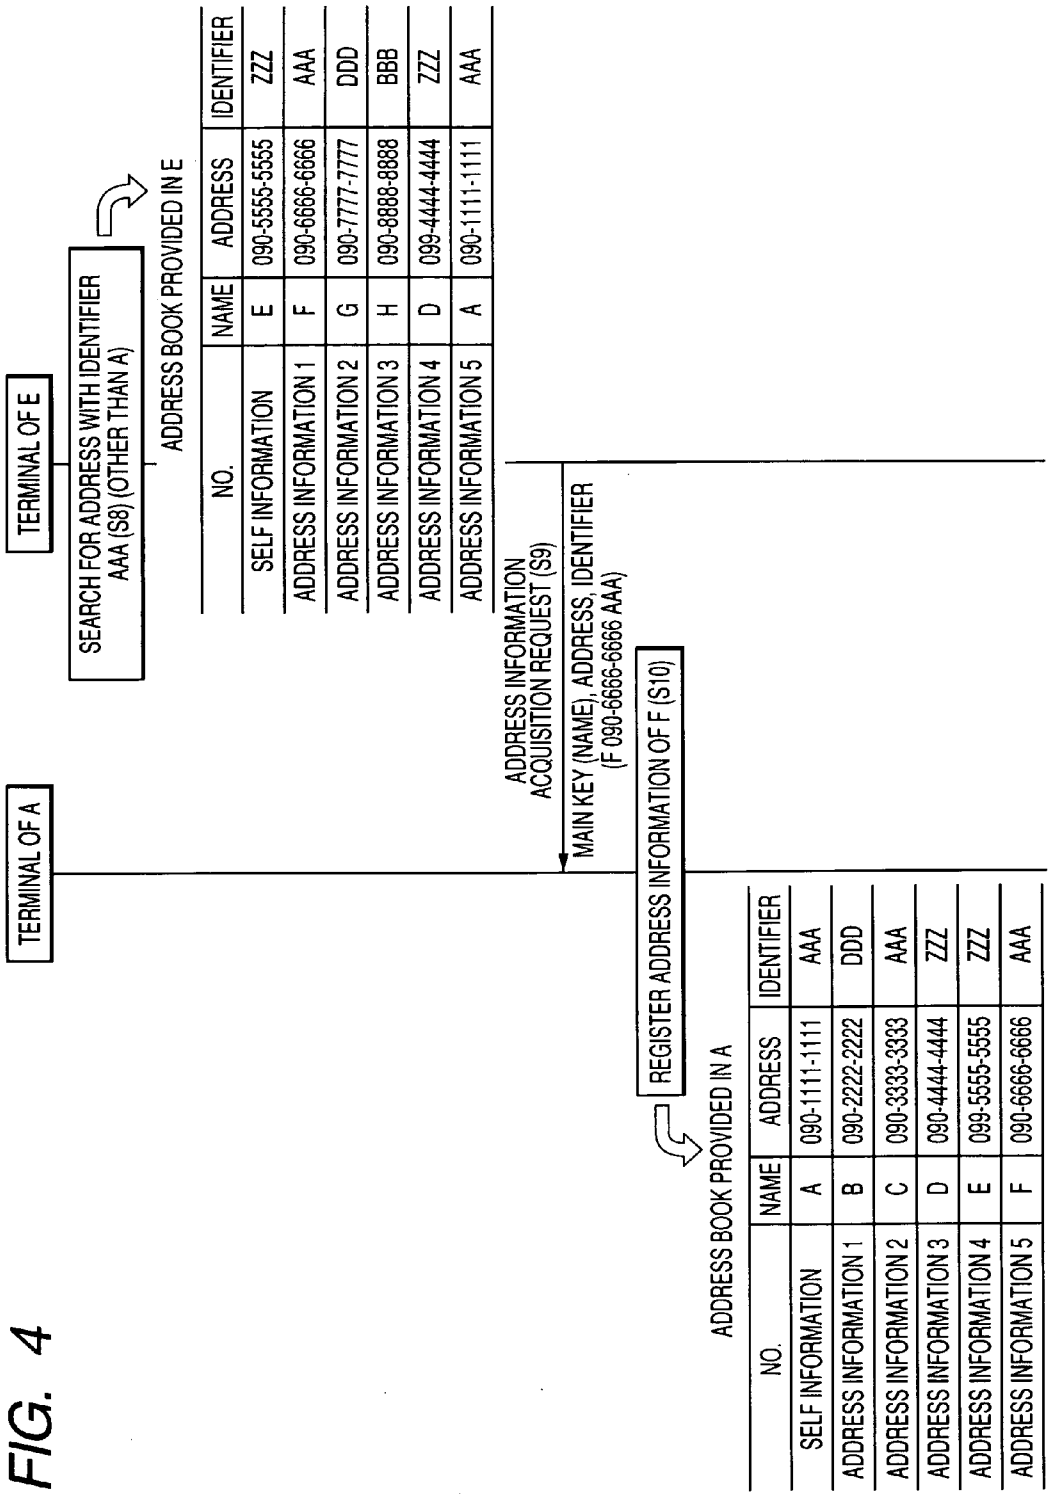 FIG. 4
TERMINAL OF A
TERMINAL OF E
SEARCH FOR ADDRESS WITH IDENTIFIER
AAA (S8) (OTHER THAN A)
ADDRESS BOOK PROVIDED IN E
NO. NAME ADDRESS IDENTIFIER
SELF INFORMATION E 090-5555-5555 ZZZ
ADDRESS INFORMATION 1 F 090-6666-6666 AAA
ADDRESS INFORMATION 2 G 090-7777-7777 DDD
ADDRESS INFORMATION 3 H 090-8888-8888 BBB
ADDRESS INFORMATION 4 D 099-4444-4444 ZZZ
ADDRESS INFORMATION 5 A 090-1111-1111 AAA
ADDRESS INFORMATION
ACQUISITION REQUEST (S9)
MAIN KEY (NAME), ADDRESS, IDENTIFIER
(F 090-6666-6666 AAA)
REGISTER ADDRESS INFORMATION OF F (S10)
ADDRESS BOOK PROVIDED IN A
NO. NAME ADDRESS IDENTIFIER
SELF INFORMATION A 090-1111-1111 AAA
ADDRESS INFORMATION 1 B 090-2222-2222 DDD
ADDRESS INFORMATION 2 C 090-3333-3333 AAA
ADDRESS INFORMATION 3 D 090-4444-4444 ZZZ
ADDRESS INFORMATION 4 E 099-5555-5555 ZZZ
ADDRESS INFORMATION 5 F 090-6666-6666 AAA